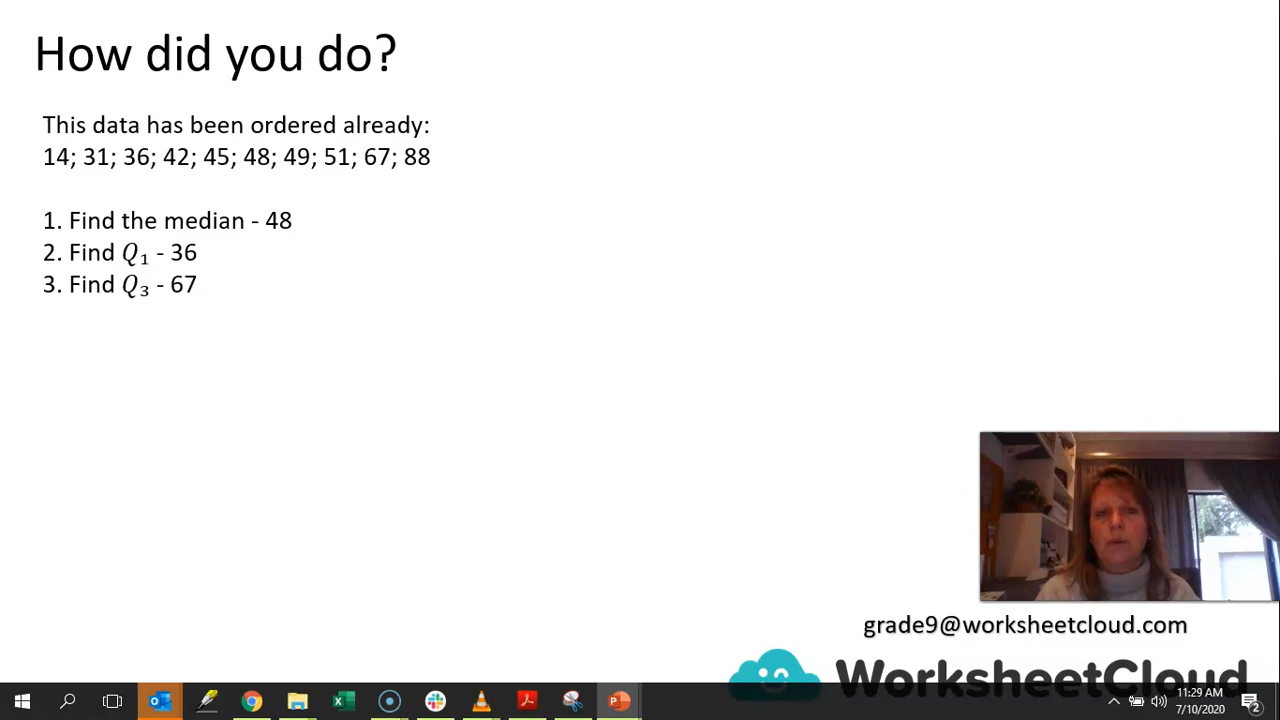 How did you do?
This data has been ordered already:
14; 31; 36; 42; 45; 48; 49; 51; 67; 88
1. Find the median - 48
2. Find Q₁ - 36
3. Find Q₃ - 67
grade9@worksheetcloud.com
WorksheetCloud
11:29 AM
7/10/2020
2